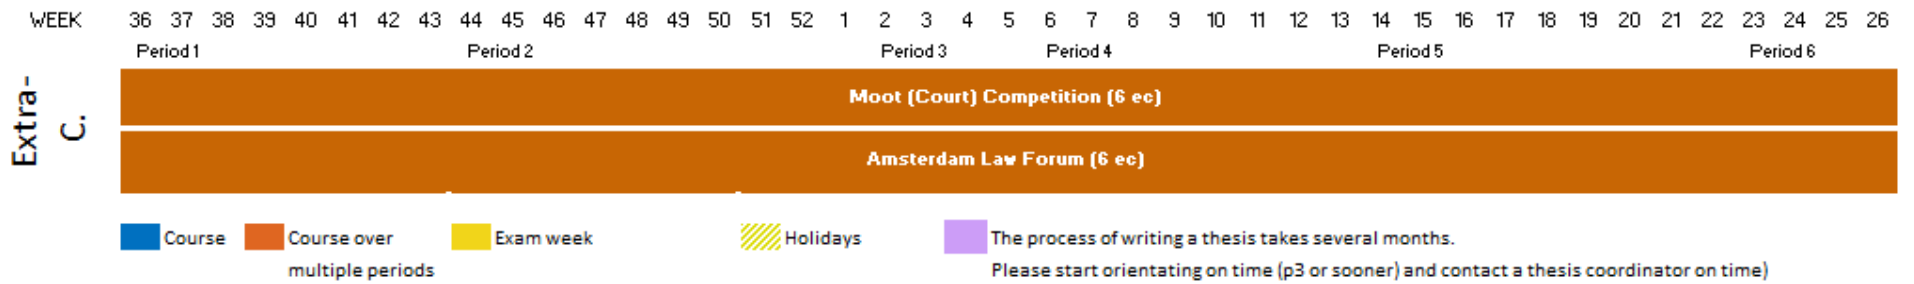 WEEK 36 37 38 39 40 41 42 43 44 45 46 47 48 49 50 51 52 1 2 3 4 5 6 7 8 9 10 11 12 13 14 15 16 17 18 19 20 21 22 23 24 25 26
Period 1 Period 2 Period 3 Period 4 Period 5 Period 6
Extra-
C.
Moot (Court) Competition (6 ec)
Amsterdam Law Forum (6 ec)
Course
Course over
multiple periods
Exam week
Holidays
The process of writing a thesis takes several months.
Please start orientating on time (p3 or sooner) and contact a thesis coordinator on time)